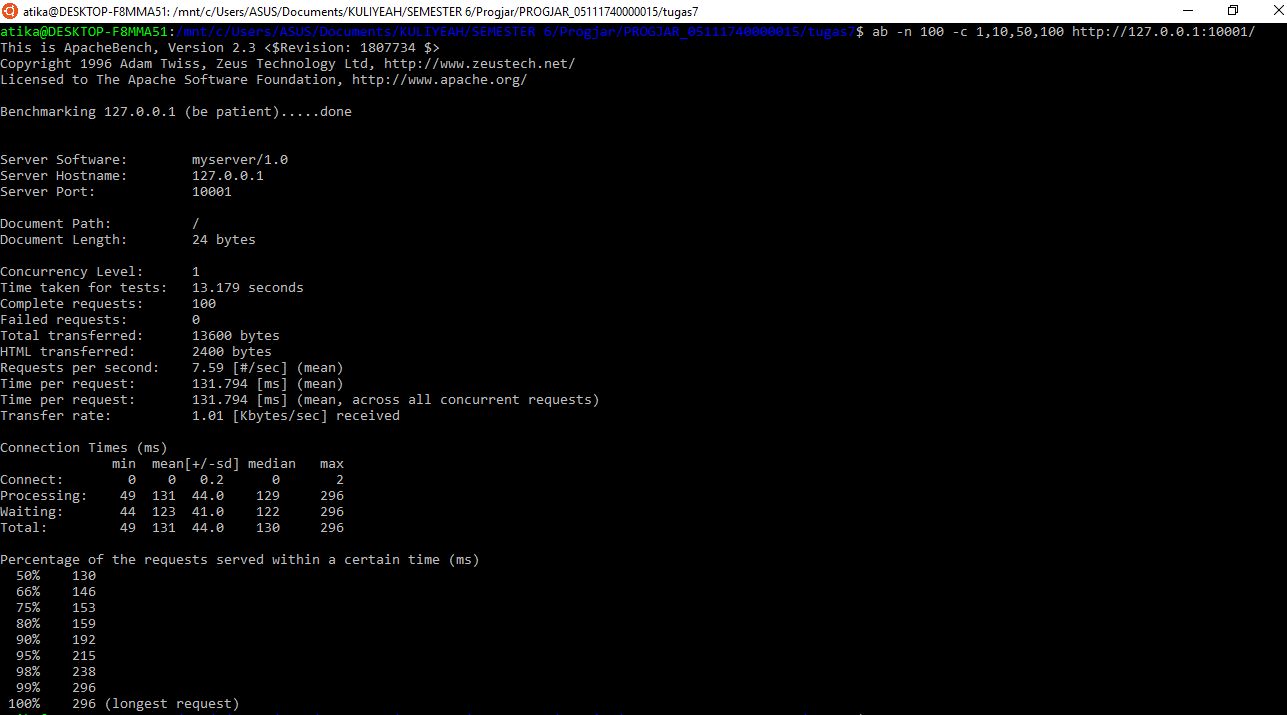 atika@DESKTOP-F8MMA51: /mnt/c/Users/ASUS/Documents/KULIYEAH/SEMESTER 6/Progjar/PROGJAR_05111740000015/tugas7
atika@DESKTOP-F8MMA51:/mnt/c/Users/ASUS/Documents/KULIYEAH/SEMESTER 6/Progjar/PROGJAR_05111740000015/tugas7$ ab -n 100 -c 1,10,50,100 http://127.0.0.1:10001/
This is ApacheBench, Version 2.3 <$Revision: 1807734 $>
Copyright 1996 Adam Twiss, Zeus Technology Ltd, http://www.zeustech.net/
Licensed to The Apache Software Foundation, http://www.apache.org/

Benchmarking 127.0.0.1 (be patient).....done


Server Software:        myserver/1.0
Server Hostname:        127.0.0.1
Server Port:            10001

Document Path:          /
Document Length:        24 bytes

Concurrency Level:      1
Time taken for tests:   13.179 seconds
Complete requests:      100
Failed requests:        0
Total transferred:      13600 bytes
HTML transferred:       2400 bytes
Requests per second:    7.59 [#/sec] (mean)
Time per request:       131.794 [ms] (mean)
Time per request:       131.794 [ms] (mean, across all concurrent requests)
Transfer rate:          1.01 [Kbytes/sec] received

Connection Times (ms)
              min  mean[+/-sd] median   max
Connect:        0    0   0.2      0       2
Processing:    49  131  44.0    129     296
Waiting:       44  123  41.0    122     296
Total:         49  131  44.0    130     296

Percentage of the requests served within a certain time (ms)
  50%    130
  66%    146
  75%    153
  80%    159
  90%    192
  95%    215
  98%    238
  99%    296
 100%    296 (longest request)